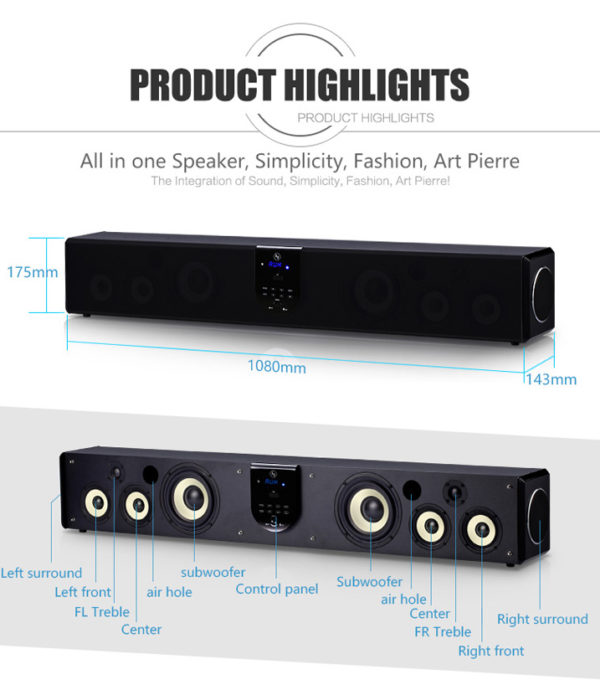 PRODUCT HIGHLIGHTS
PRODUCT HIGHLIGHTS
All in one Speaker, Simplicity, Fashion, Art Pierre
The Integration of Sound, Simplicity, Fashion, Art Pierre!
175mm
AUX
1080mm
143mm
AUX
Left surround
Left front
FL Treble
Center
air hole
subwoofer
Control panel
Subwoofer
air hole
Center
FR Treble
Right front
Right surround